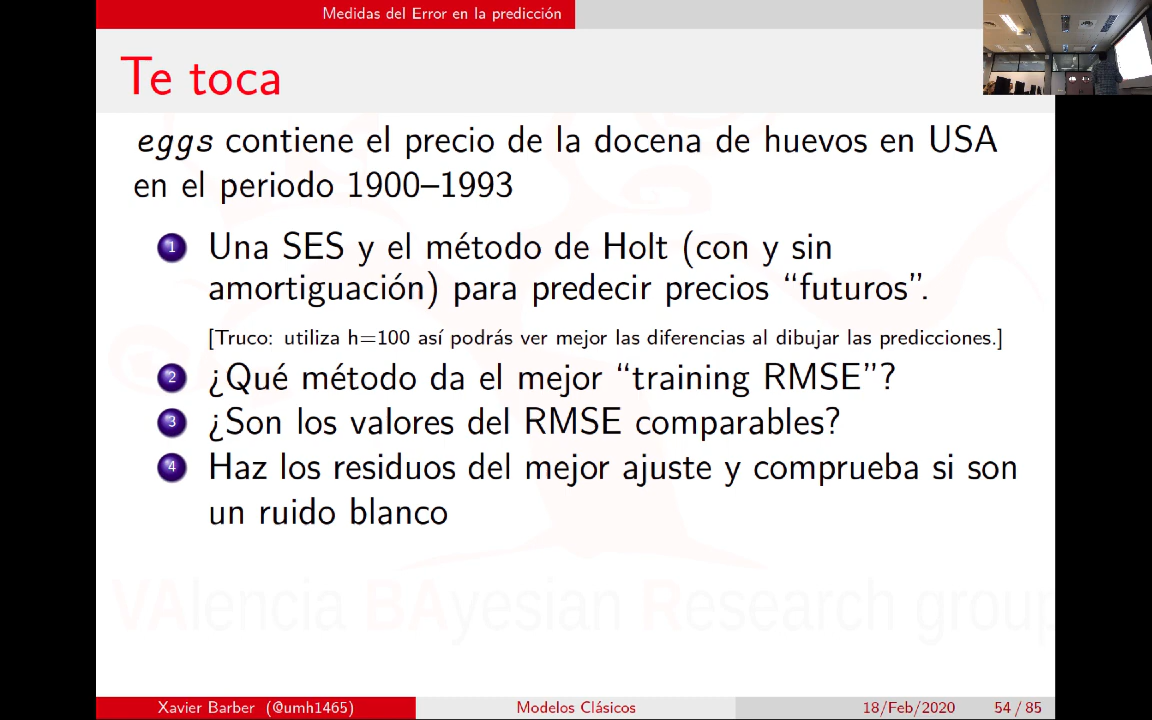 Medidas del Error en la predicción
Te toca
eggs contiene el precio de la docena de huevos en USA
en el periodo 1900–1993
1 Una SES y el método de Holt (con y sin
amortiguación) para predecir precios “futuros”.
[Truco: utiliza h=100 así podrás ver mejor las diferencias al dibujar las predicciones.]
2 ¿Qué método da el mejor “training RMSE”?
3 ¿Son los valores del RMSE comparables?
4 Haz los residuos del mejor ajuste y comprueba si son
un ruido blanco
VAlencia BAyesian Research group
Xavier Barber (@umh1465) Modelos Clásicos 18/Feb/2020 54 / 85